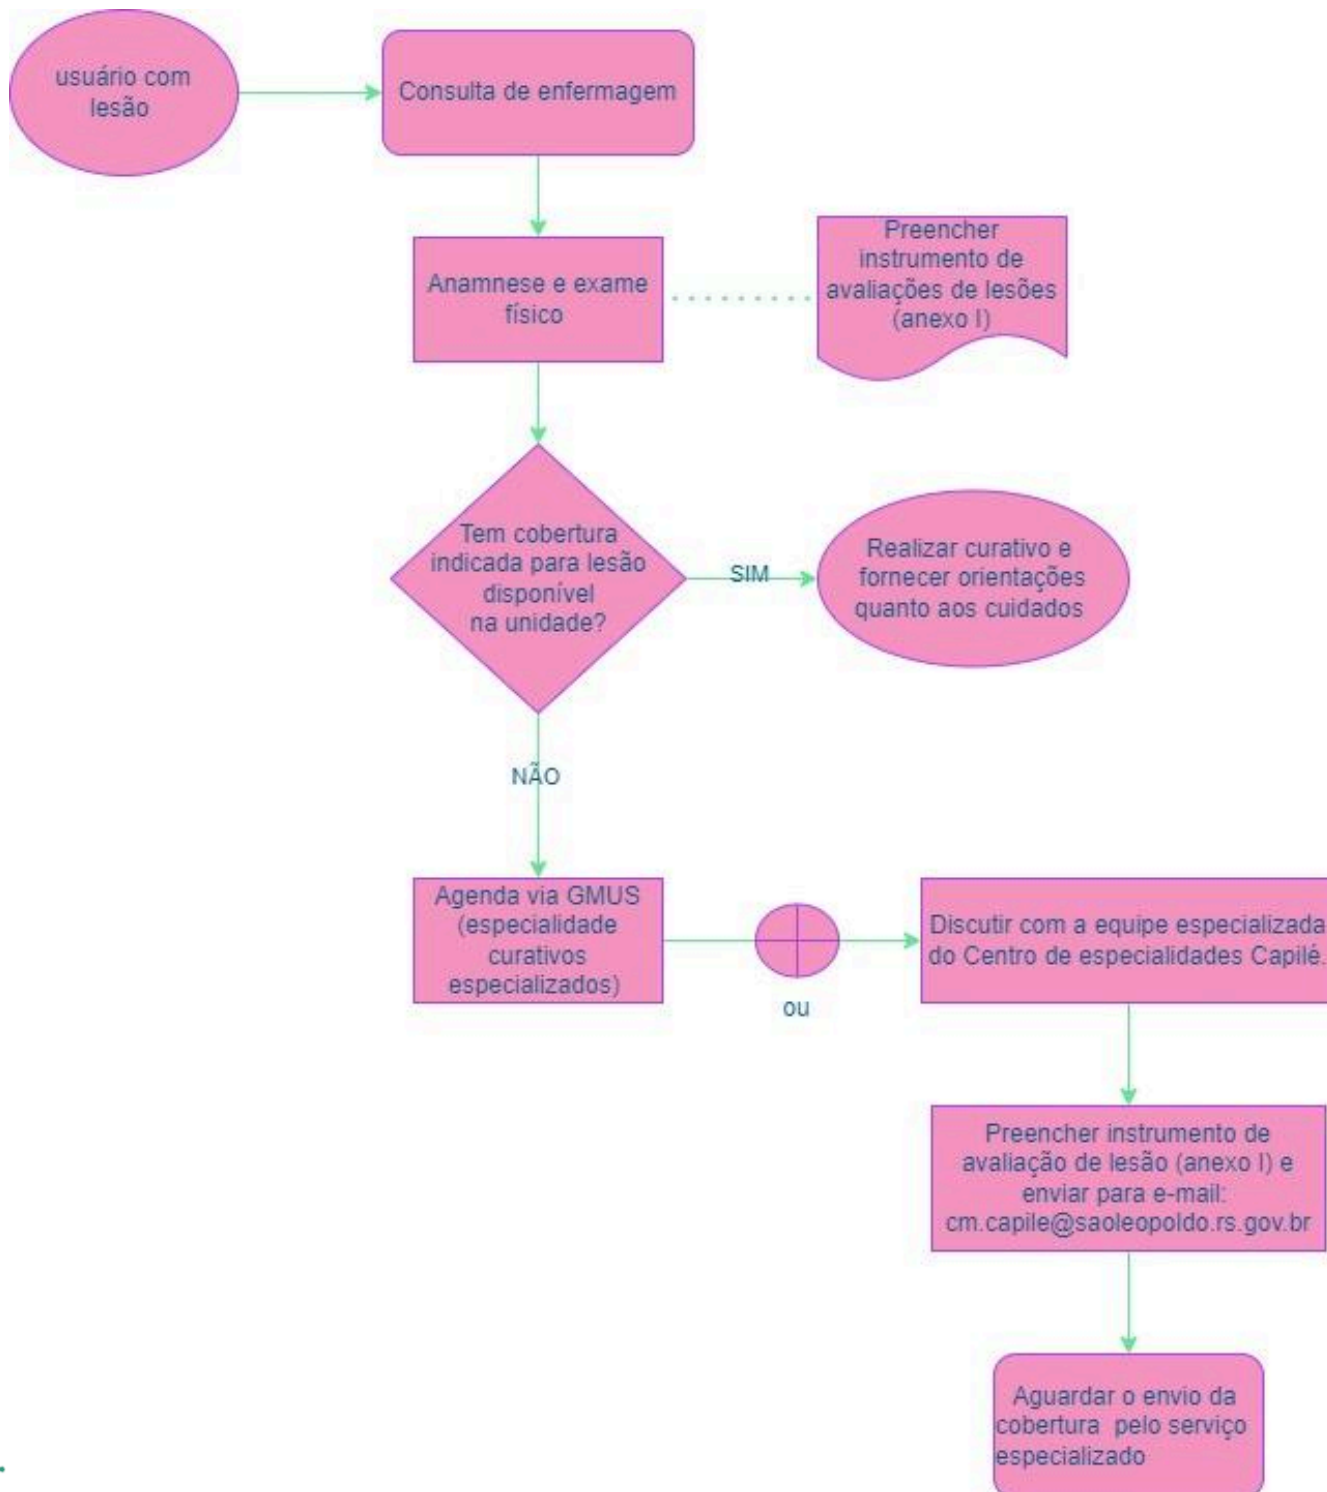 usuário com
lesão
Consulta de enfermagem
Anamnese e exame
físico
Preencher
instrumento de
avaliações de lesões
(anexo I)
Tem cobertura
indicada para lesão
disponível
na unidade?
SIM
Realizar curativo e
fornecer orientações
quanto aos cuidados
NÃO
Agenda via GMUS
(especialidade
curativos
especializados)
ou
Discutir com a equipe especializada
do Centro de especialidades Capilé.
Preencher instrumento de
avaliação de lesão (anexo I) e
enviar para e-mail:
cm.capile@saoleopoldo.rs.gov.br
Aguardar o envio da
cobertura pelo serviço
especializado
.